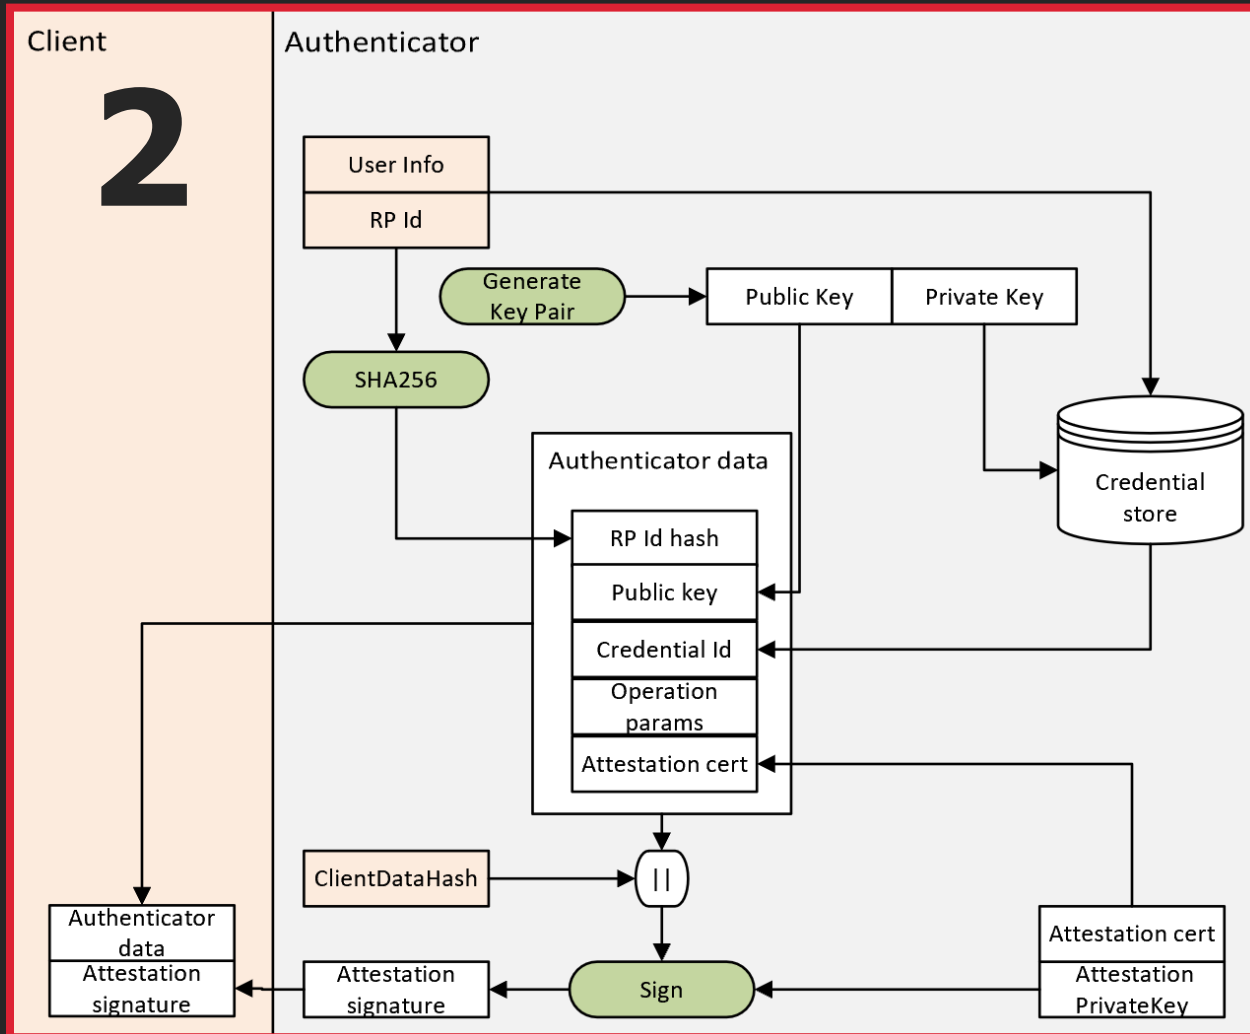 Client
Authenticator
2
User Info
RP Id
Generate
Key Pair
Public Key
Private Key
SHA256
Authenticator data
Credential
store
RP Id hash
Public key
Credential Id
Operation
params
Attestation cert
ClientDataHash
||
Authenticator
data
Attestation
signature
Attestation
signature
Sign
Attestation cert
Attestation
PrivateKey